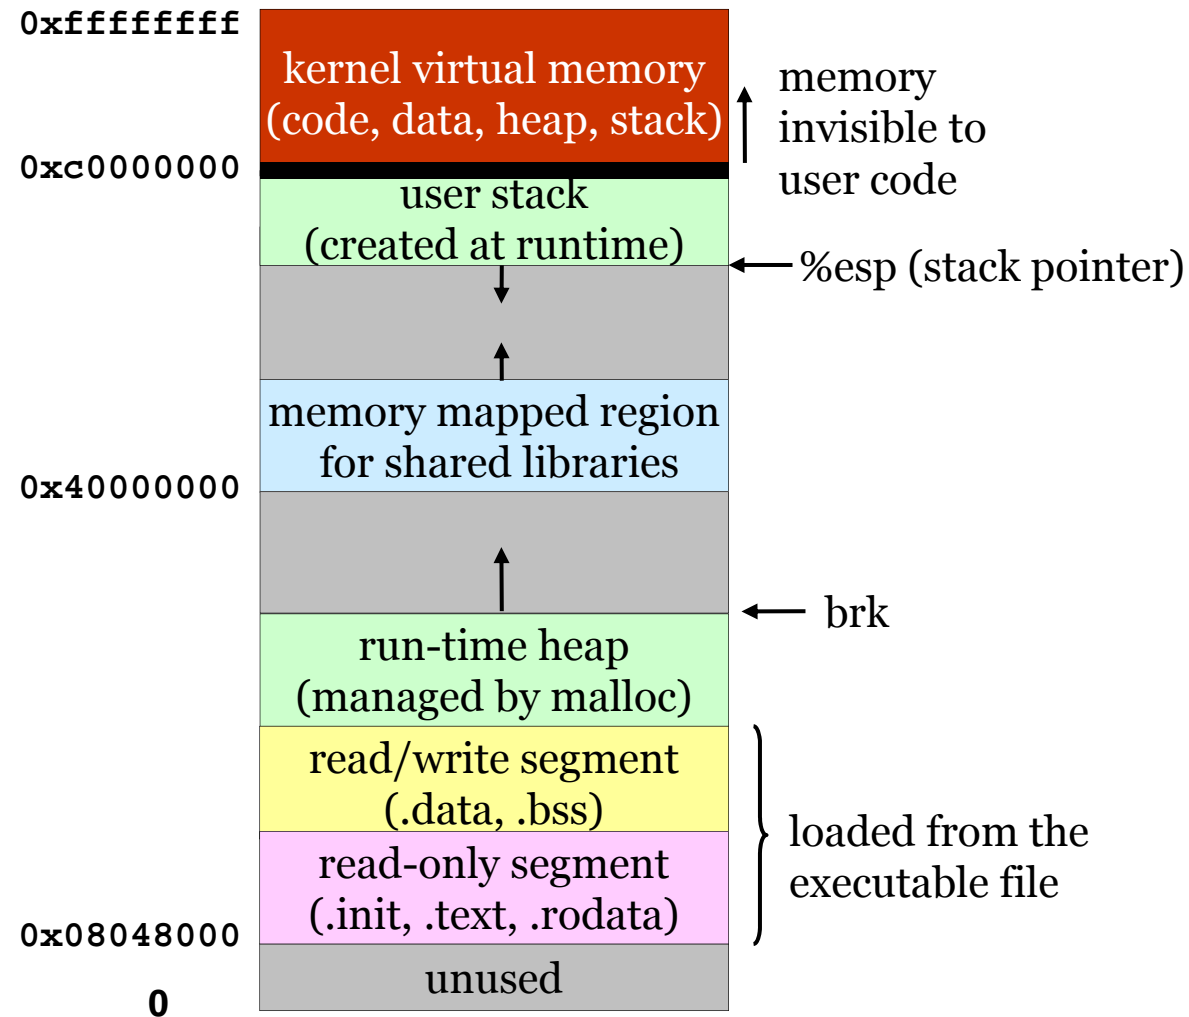 0xffffffff
kernel virtual memory
(code, data, heap, stack)
memory
invisible to
user code
0xc0000000
user stack
(created at runtime)
%esp (stack pointer)
memory mapped region
for shared libraries
0x40000000
brk
run-time heap
(managed by malloc)
read/write segment
(.data, .bss)
loaded from the
executable file
read-only segment
(.init, .text, .rodata)
0x08048000
unused
0